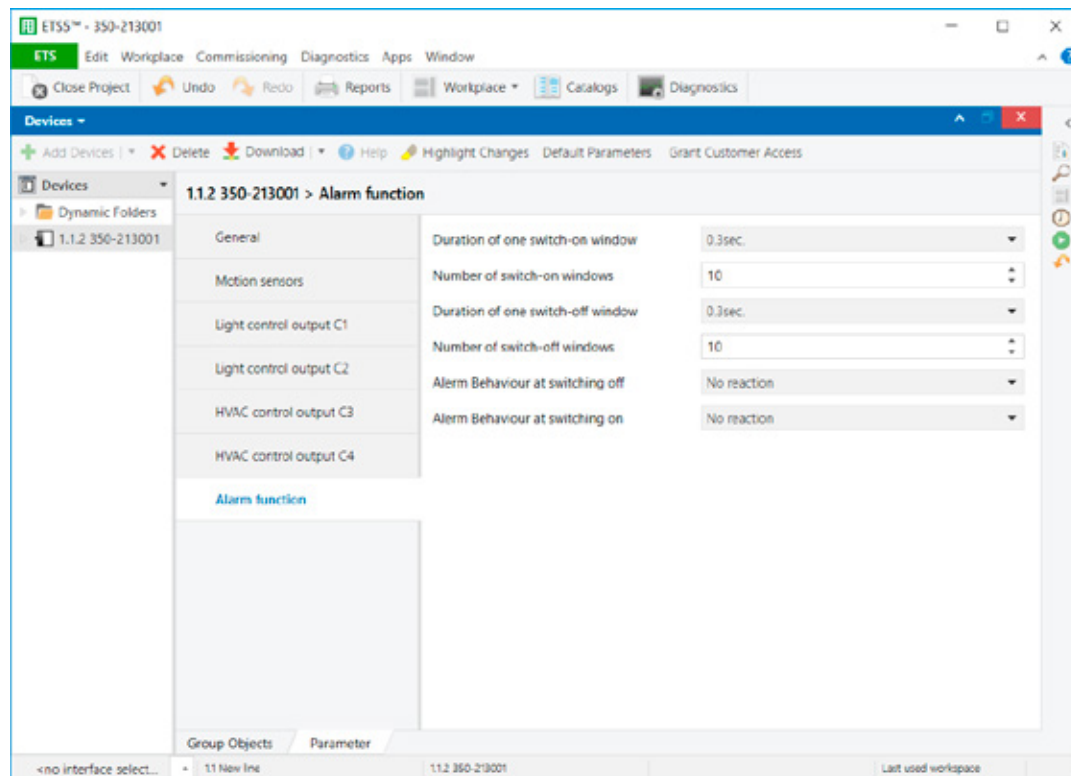 ETS5™ - 350-213001
ETS Edit Workplace Commissioning Diagnostics Apps Window
Close Project Undo Redo Reports Workplace Catalogs Diagnostics
Devices
Add Devices Delete Download Help Highlight Changes Default Parameters Grant Customer Access
Devices
Dynamic Folders
1.1.2 350-213001
1.1.2 350-213001 > Alarm function
General
Motion sensors
Light control output C1
Light control output C2
HVAC control output C3
HVAC control output C4
Alarm function
Duration of one switch-on window 0.3sec.
Number of switch-on windows 10
Duration of one switch-off window 0.3sec.
Number of switch-off windows 10
Alerm Behaviour at switching off No reaction
Alerm Behaviour at switching on No reaction
Group Objects Parameter
<no interface select... 1.1 New line 1.1.2 350-213001 Last used workspace